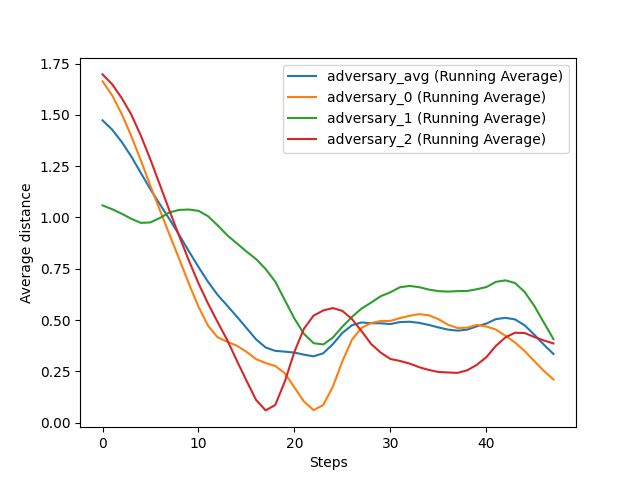 1.75
1.50
1.25
1.00
0.75
0.50
0.25
0.00
Average distance
adversary_avg (Running Average)
adversary_0 (Running Average)
adversary_1 (Running Average)
adversary_2 (Running Average)
0 10 20 30 40
Steps